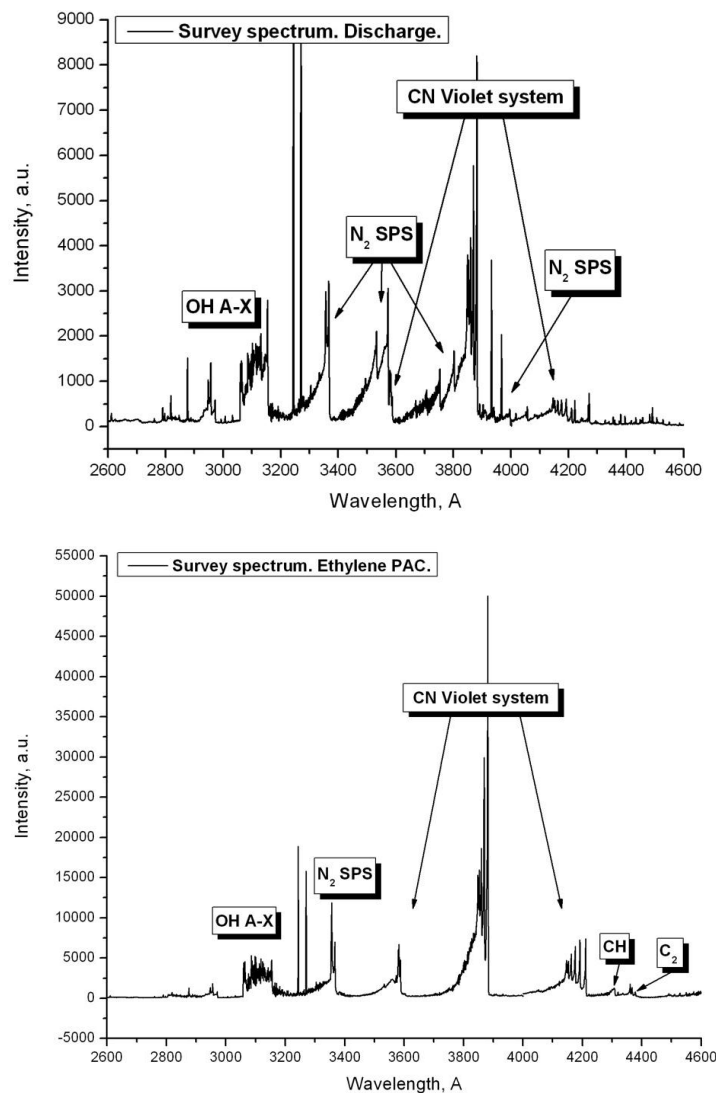 Survey spectrum. Discharge.
9000
8000
7000
6000
5000
4000
3000
2000
1000
0
Intensity, a.u.
CN Violet system
N₂ SPS
N₂ SPS
OH A-X
2600 2800 3000 3200 3400 3600 3800 4000 4200 4400 4600
Wavelength, A
Survey spectrum. Ethylene PAC.
55000
50000
45000
40000
35000
30000
25000
20000
15000
10000
5000
0
-5000
Intensity, a.u.
CN Violet system
N₂ SPS
OH A-X
CH
C₂
2600 2800 3000 3200 3400 3600 3800 4000 4200 4400 4600
Wavelength, A